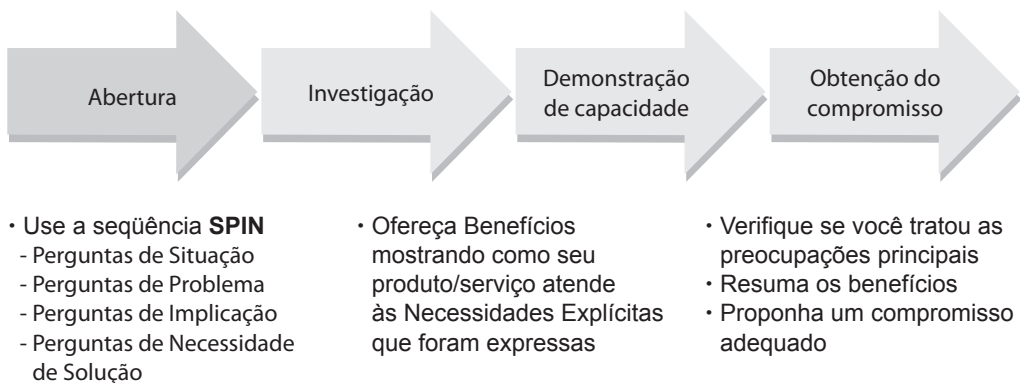 Abertura
Investigação
Demonstração
de capacidade
Obtenção do
compromisso
· Use a seqüência SPIN
- Perguntas de Situação
- Perguntas de Problema
- Perguntas de Implicação
- Perguntas de Necessidade
de Solução
· Ofereça Benefícios
mostrando como seu
produto/serviço atende
às Necessidades Explícitas
que foram expressas
· Verifique se você tratou as
preocupações principais
· Resuma os benefícios
· Proponha um compromisso
adequado